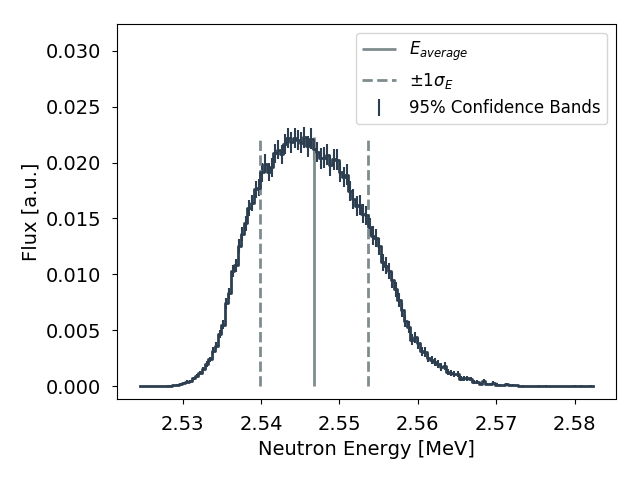 0.030
0.025
0.020
0.015
0.010
0.005
0.000
Flux [a.u.]
E_average
±1σ_E
95% Confidence Bands
2.53 2.54 2.55 2.56 2.57 2.58
Neutron Energy [MeV]